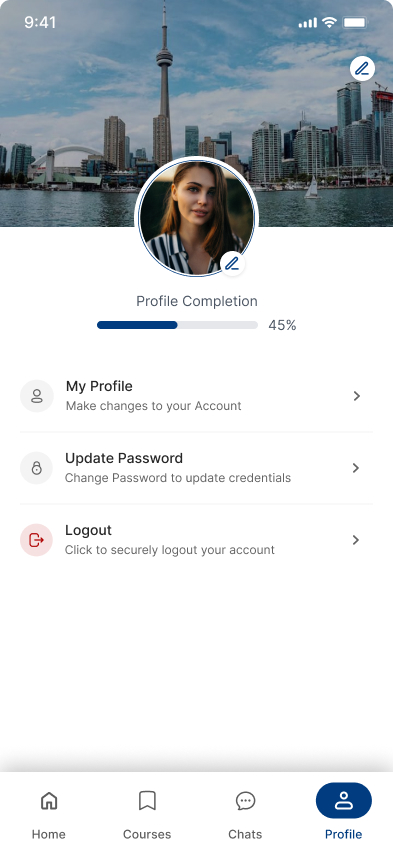 9:41
Profile Completion
45%
My Profile
Make changes to your Account
Update Password
Change Password to update credentials
Logout
Click to securely logout your account
Home Courses Chats Profile